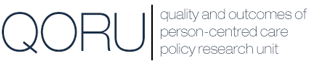 QORU
quality and outcomes of
person-centred care
policy research unit